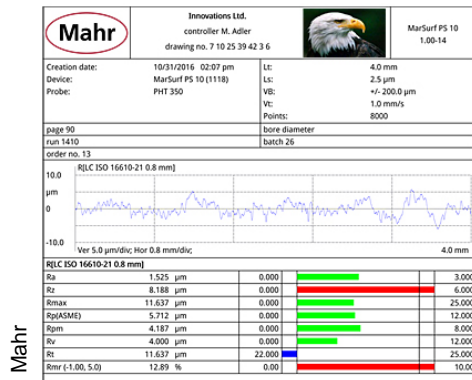 Mahr
Innovations Ltd.
controller M. Adler
drawing no. 7 10 25 39 42 3 6
MarSurf PS 10
1.00-14
Creation date: 10/31/2016 02:07 pm
Device: MarSurf PS 10 (1118)
Probe: PHT 350
Lt: 4.0 mm
Ls: 2.5 µm
VB: +/- 200.0 µm
Vt: 1.0 mm/s
Points: 8000
page 90 bore diameter
run 1410 batch 26
order no. 13
R[LC ISO 16610-21 0.8 mm]
10.0
µm
0
-10.0
Ver 5.0 µm/div; Hor 0.8 mm/div; 4.0 mm
R[LC ISO 16610-21 0.8 mm]
Ra 1.525 µm 0.000 3.000
Rz 8.188 µm 0.000 6.000
Rmax 11.637 µm 0.000 25.000
Rp(ASME) 5.712 µm 0.000 12.000
Rpm 4.187 µm 0.000 8.000
Rv 4.000 µm 0.000 12.000
Rt 11.637 µm 22.000 25.000
Rmr (-1.00, 5.0) 12.89 % 0.00 10.00
Mahr